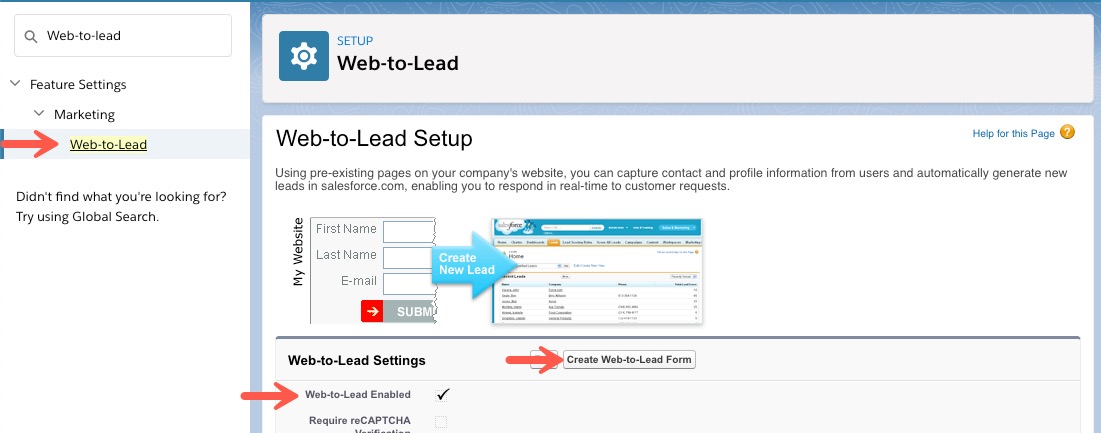 Web-to-lead
Feature Settings
Marketing
Web-to-Lead
Didn't find what you're looking for?
Try using Global Search.
SETUP
Web-to-Lead
Web-to-Lead Setup
Help for this Page
Using pre-existing pages on your company's website, you can capture contact and profile information from users and automatically generate new
leads in salesforce.com, enabling you to respond in real-time to customer requests.
My Website
First Name
Last Name
E-mail
SUBM
Create
New Lead
salesforce
Home
Web-to-Lead Settings
Create Web-to-Lead Form
Web-to-Lead Enabled
Require reCAPTCHA
Verification